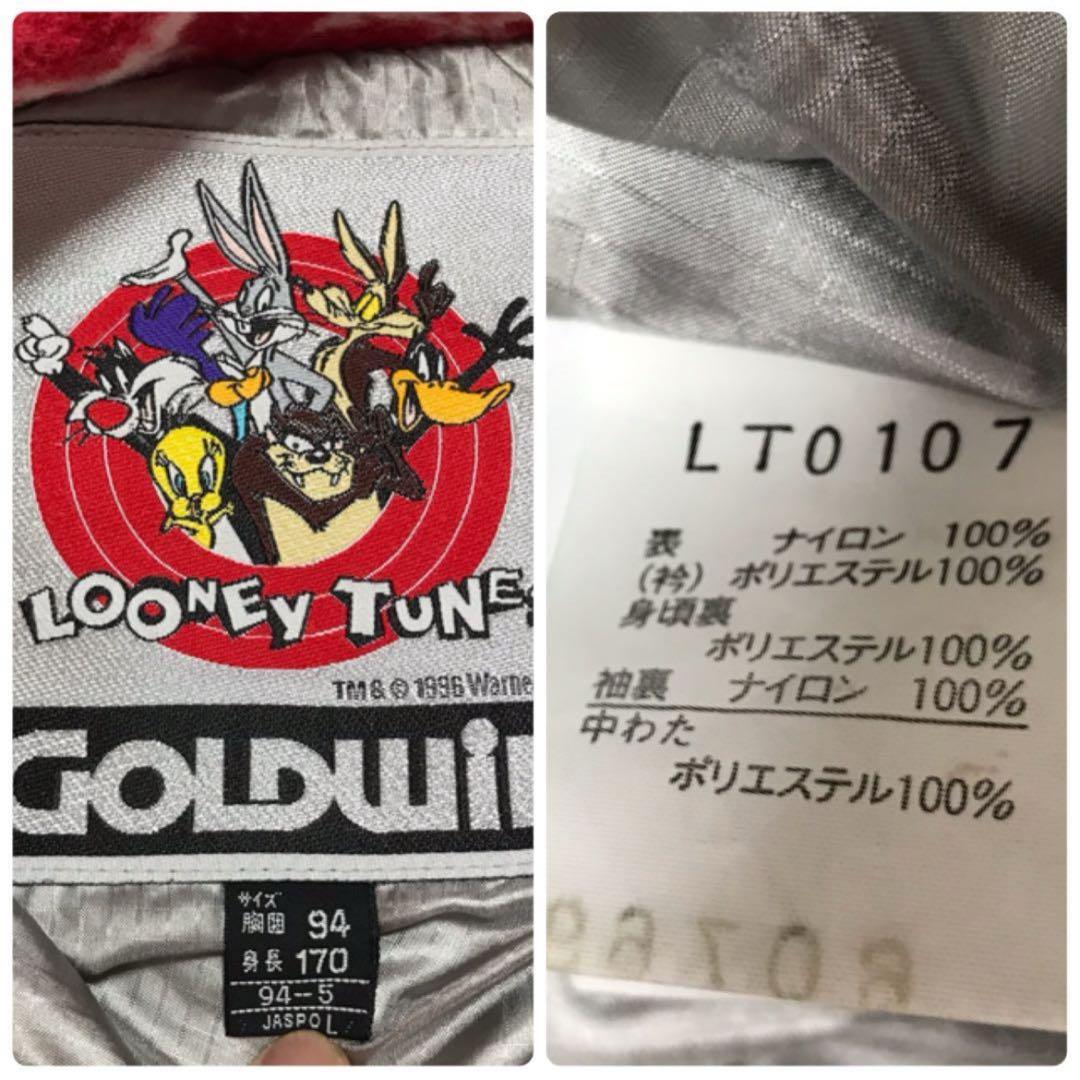 LOONEY TUNES
TM & © 1996 Warne
GOLDWI
サイズ
胸囲 94
身長 170
94--5
JASPO L
LT0107
表 ナイロン 100%
(衿) ポリエステル100%
身頃裏
ポリエステル100%
袖裏 ナイロン 100%
中わた
ポリエステル100%